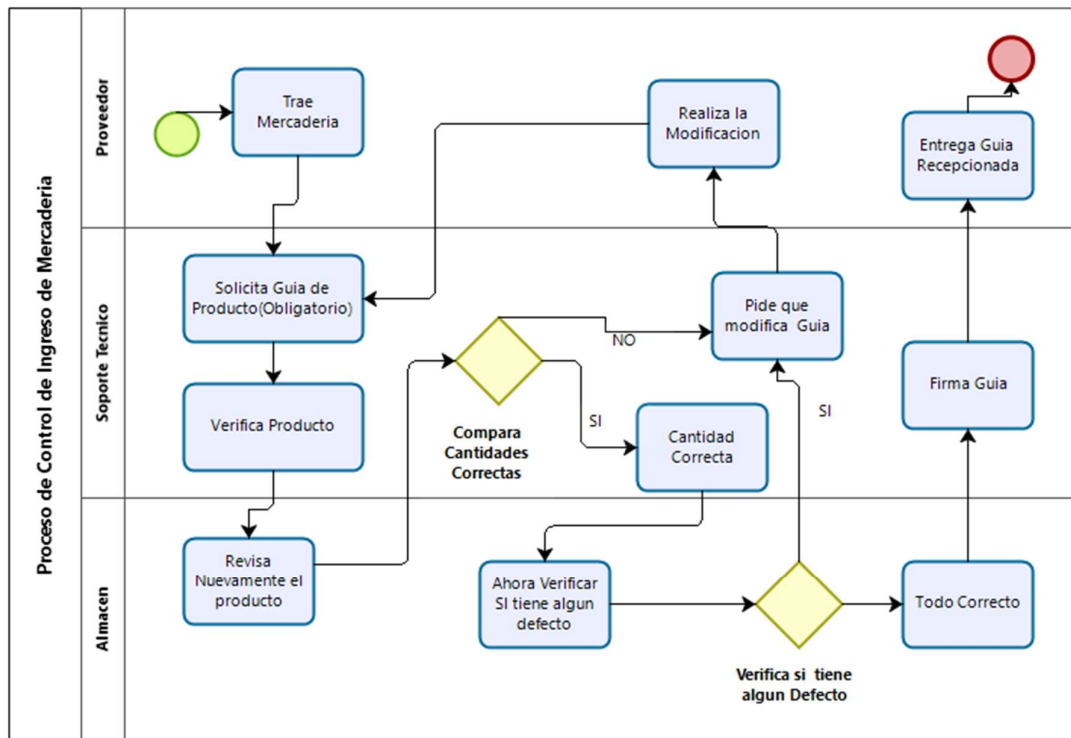 Proceso de Control de Ingreso de Mercaderia
Proveedor
Trae
Mercaderia
Realiza la
Modificacion
Entrega Guia
Recepcionada
Soporte Tecnico
Solicita Guia de
Producto(Obligatorio)
Pide que
modifica Guia
NO
Firma Guia
Verifica Producto
SI
Cantidad
Correcta
SI
Compara
Cantidades
Correctas
Almacen
Revisa
Nuevamente el
producto
Ahora Verificar
SI tiene algun
defecto
Todo Correcto
Verifica si tiene
algun Defecto